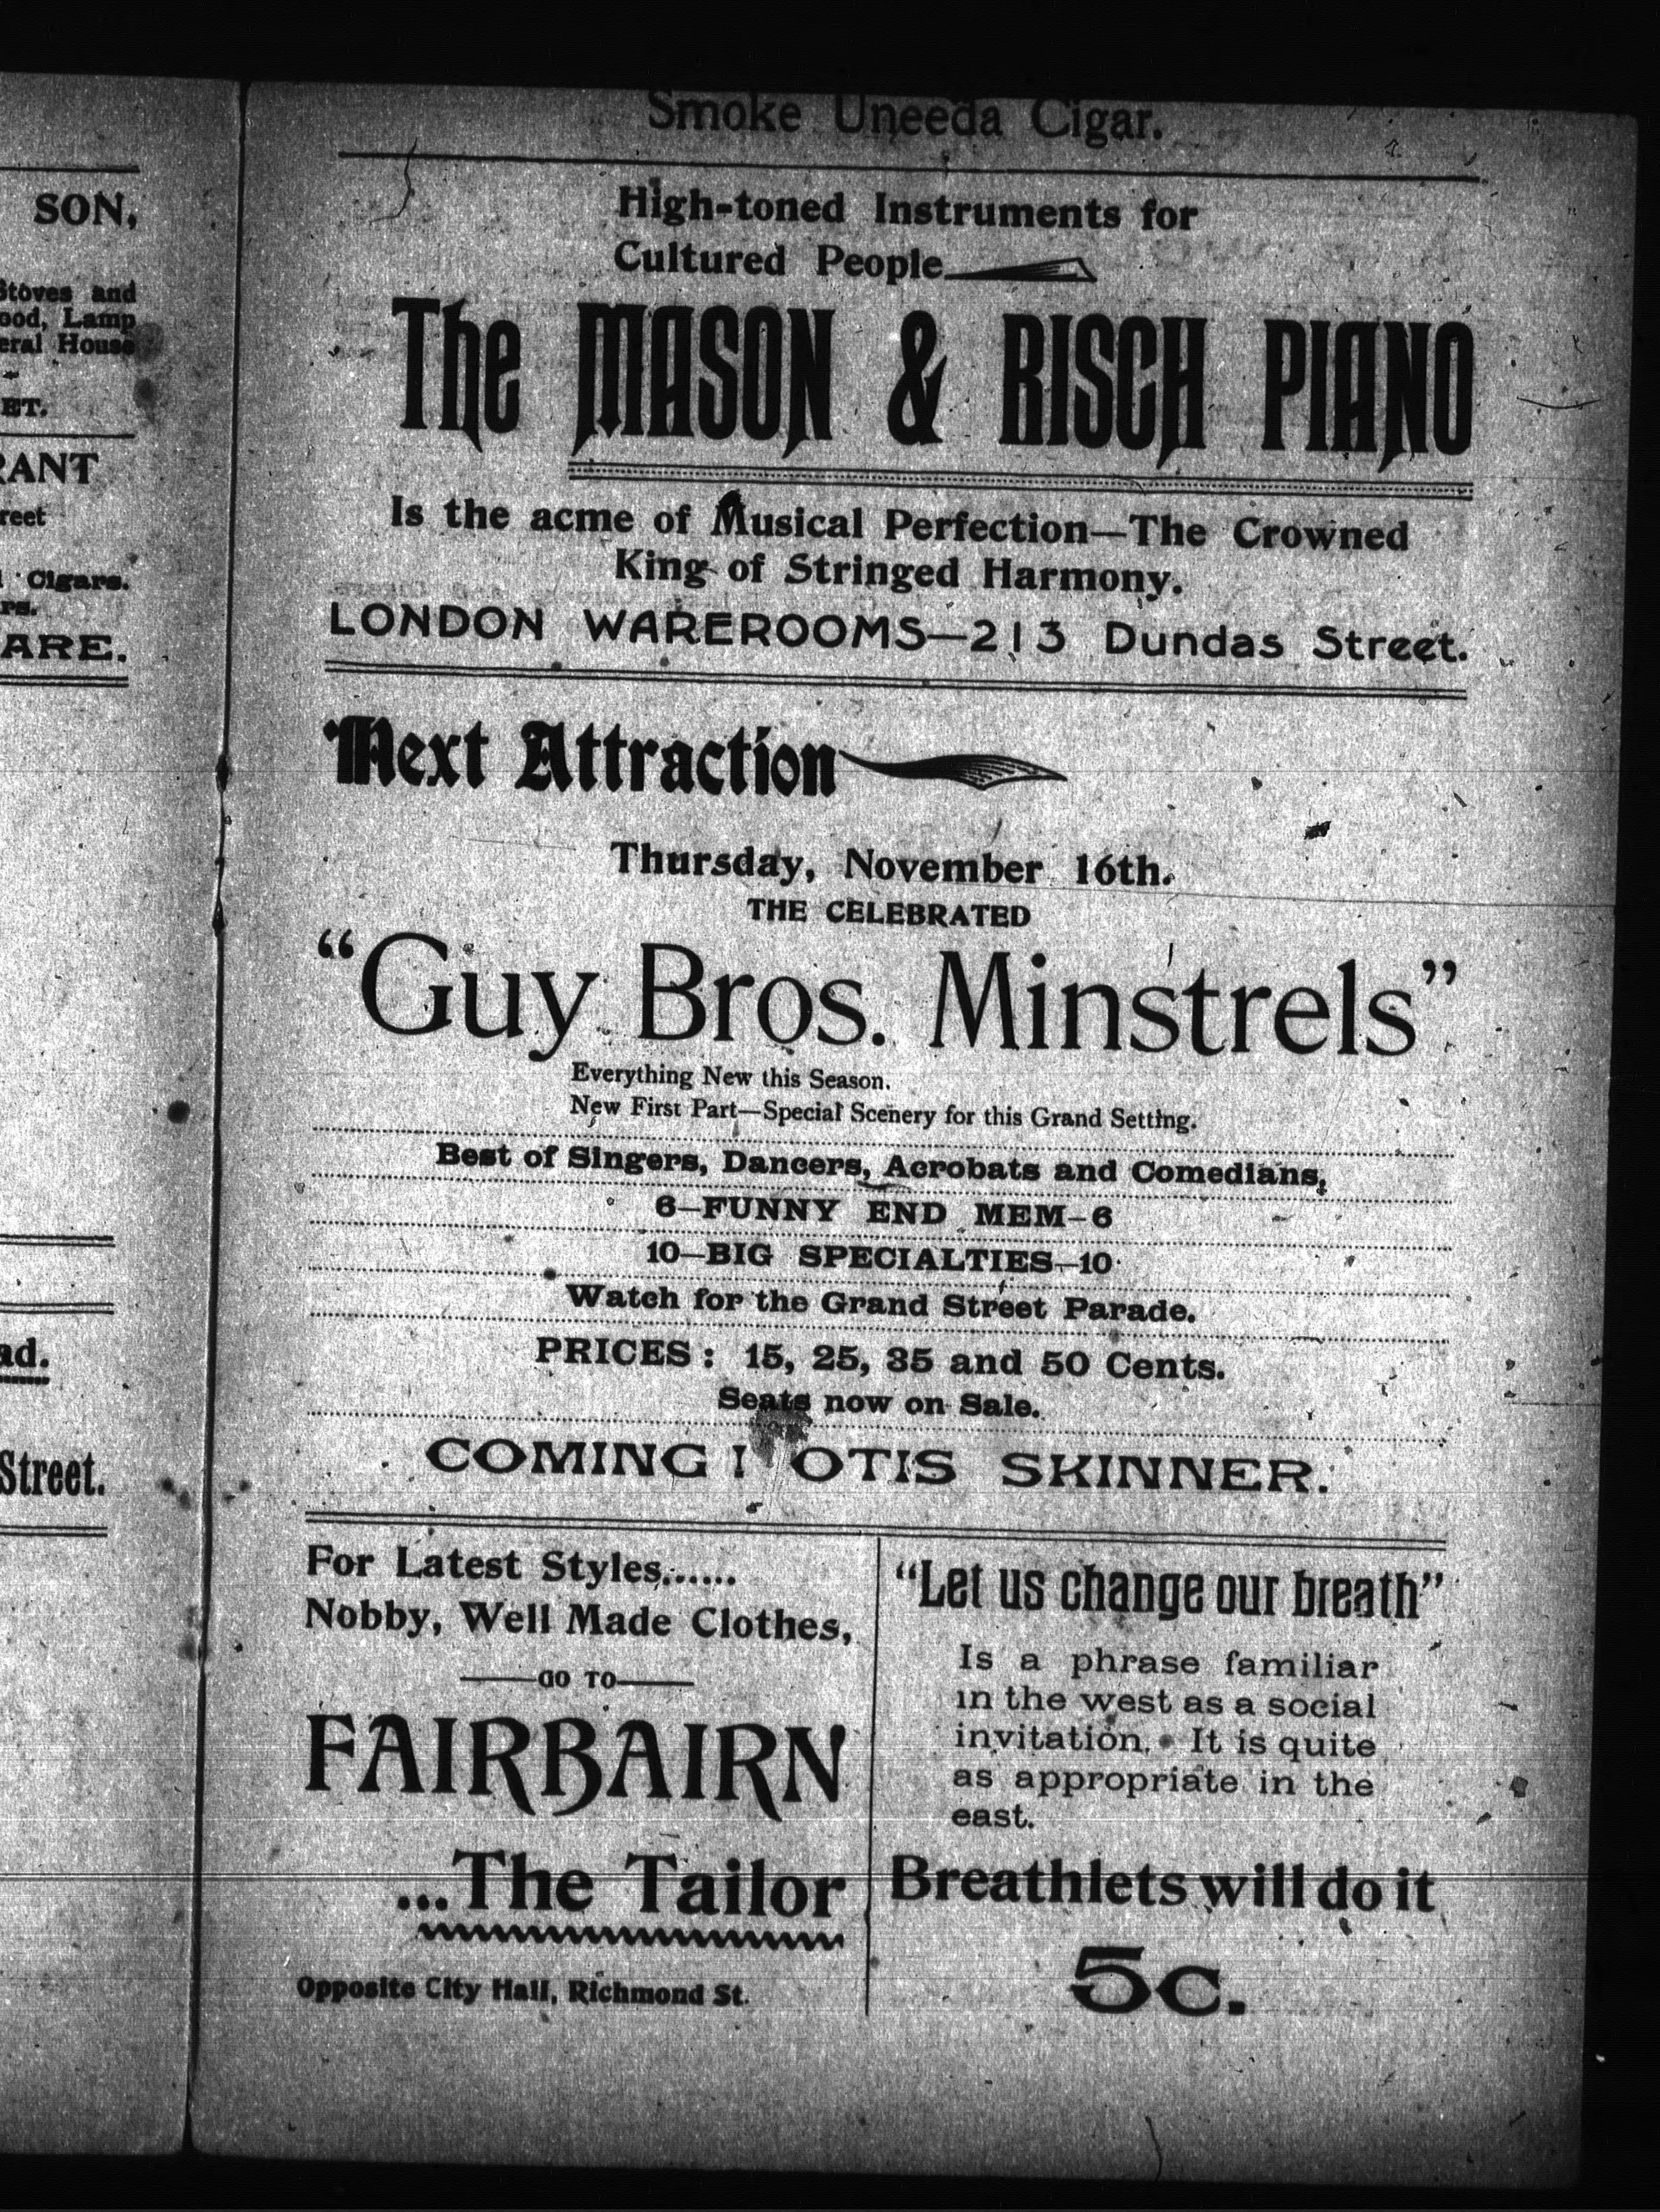 SON,
Stoves and
Lamp
House
ET.
RANT
reet
Cigars.
rs.
ARE.
ad.
Street.
Smoke Uneeda Cigar.
High-toned Instruments for
Cultured People
The MASON & RISCH PIANO
Is the acme of Musical Perfection—The Crowned
King of Stringed Harmony.
LONDON WAREROOMS—213 Dundas Street.
Next Attraction
Thursday, November 16th.
THE CELEBRATED
“Guy Bros. Minstrels”
Everything New this Season.
New First Part—Special Scenery for this Grand Setting.
Best of Singers, Dancers, Acrobats and Comedians,
6—FUNNY END MEM—6
10—BIG SPECIALTIES—10
Watch for the Grand Street Parade.
PRICES: 15, 25, 35 and 50 Cents.
Seats now on Sale.
COMING! OTIS SKINNER.
For Latest Styles......
Nobby, Well Made Clothes,
GO TO
FAIRBAIRN
...The Tailor
Opposite City Hall, Richmond St.
“Let us change our breath”
Is a phrase familiar
in the west as a social
invitation. It is quite
as appropriate in the
east.
Breathlets will do it
5c.